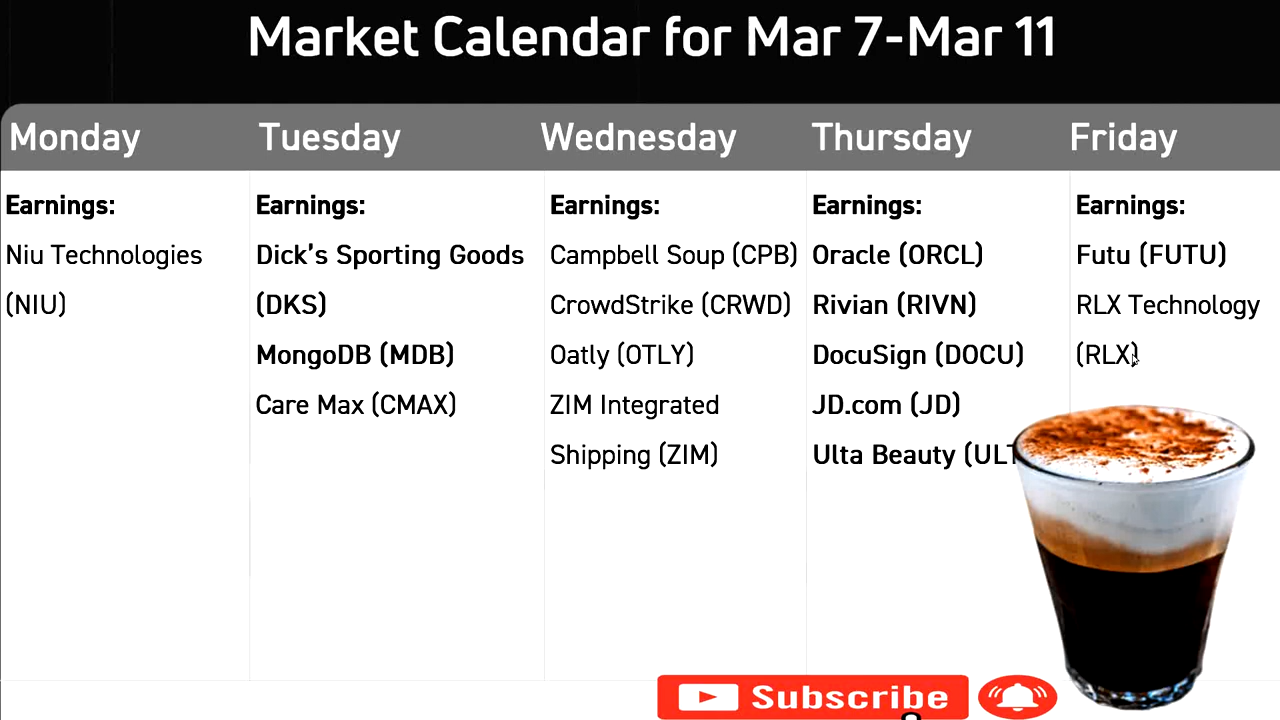 Market Calendar for Mar 7-Mar 11
Monday
Tuesday
Wednesday
Thursday
Friday
Earnings:
Niu Technologies
(NIU)
Earnings:
Dick's Sporting Goods
(DKS)
MongoDB (MDB)
Care Max (CMAX)
Earnings:
Campbell Soup (CPB)
CrowdStrike (CRWD)
Oatly (OTLY)
ZIM Integrated
Shipping (ZIM)
Earnings:
Oracle (ORCL)
Rivian (RIVN)
DocuSign (DOCU)
JD.com (JD)
Ulta Beauty
Earnings:
Futu (FUTU)
RLX Technology
(RLX)
Subscribe